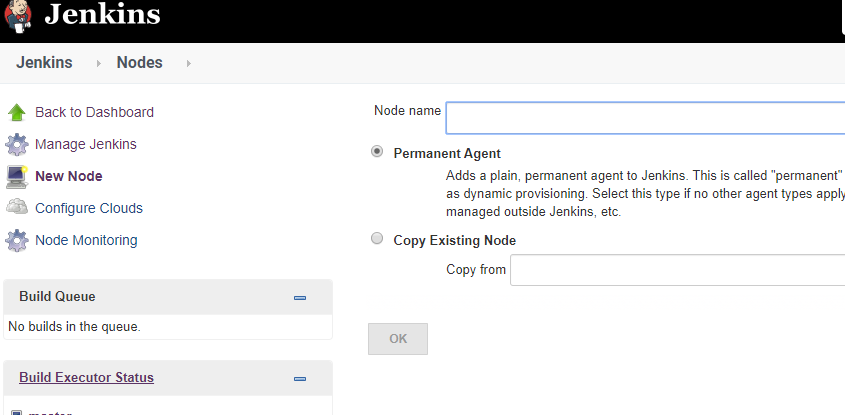 Jenkins
Jenkins
Nodes
Back to Dashboard
Manage Jenkins
New Node
Configure Clouds
Node Monitoring
Build Queue
No builds in the queue.
Build Executor Status
master
Node name
Permanent Agent
Adds a plain, permanent agent to Jenkins. This is called "permanent"
as dynamic provisioning. Select this type if no other agent types apply
managed outside Jenkins, etc.
Copy Existing Node
Copy from
OK